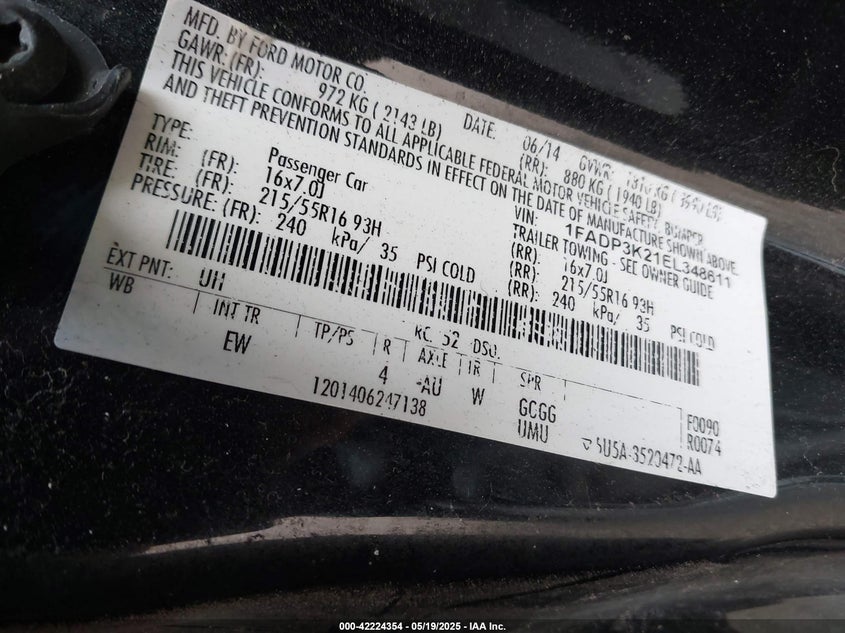 MFD. BY FORD MOTOR CO.
DATE: 06/14 GVWR:
GAWR: (FR): 972 KG ( 2143 LB) (RR): 880 KG ( 1940 LB)
THIS VEHICLE CONFORMS TO ALL APPLICABLE FEDERAL MOTOR VEHICLE SAFETY, BUMPER,
AND THEFT PREVENTION STANDARDS IN EFFECT ON THE DATE OF MANUFACTURE SHOWN ABOVE.
VIN: 1FADP3K21EL348611
TYPE: Passenger Car TRAILER TOWING - SEE OWNER GUIDE
RIM: (FR): 16x7.0J (RR): 16x7.0J
TIRE: (FR): 215/55R16 93H (RR): 215/55R16 93H
PRESSURE: (FR): 240 kPa/ 35 PSI COLD (RR): 240 kPa/ 35 PSI COLD
EXT PNT: UH RC: 52 DSO:
WB INT TR TP/PS R AXLE TR SPR
EW 4 -AU W GCGG F0090
UMU R0074
1201406247138
5U5A-3520472-AA
000-42224354 - 05/19/2025 - IAA Inc.